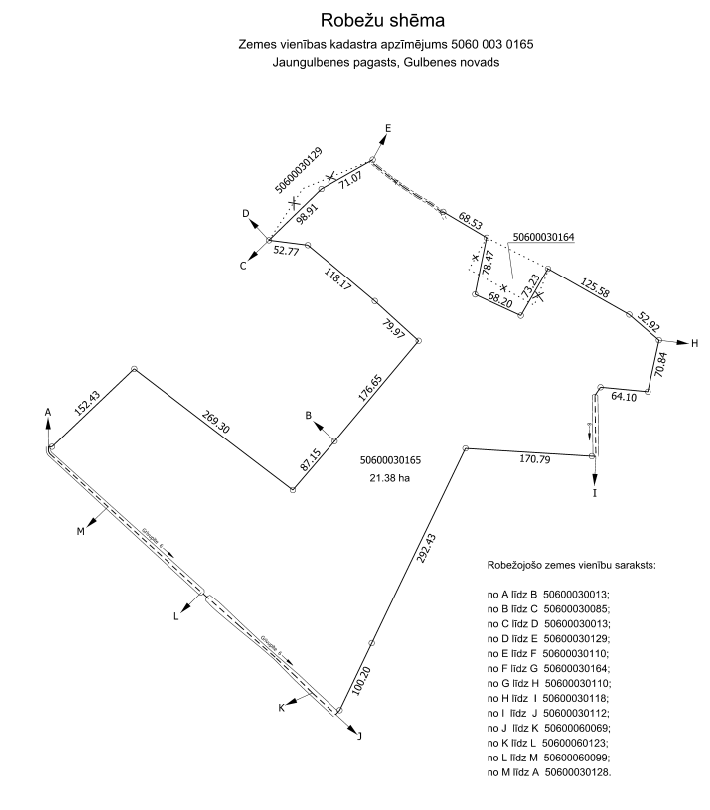 Robežu shēma
Zemes vienības kadastra apzīmējums 5060 003 0165
Jaungulbenes pagasts, Gulbenes novads
E
50600030129
71.07
98.91
D
C
52.77
68.53
50600030164
78.47
73.23
68.20
125.58
52.92
H
70.84
64.10
118.17
79.97
176.65
152.43
A
269.30
B
87.15
50600030165
21.38 ha
170.79
I
292.43
M
L
100.20
K
J
Robežojošo zemes vienību saraksts:
no A līdz B 50600030013;
no B līdz C 50600030085;
no C līdz D 50600030013;
no D līdz E 50600030129;
no E līdz F 50600030110;
no F līdz G 50600030164;
no G līdz H 50600030110;
no H līdz I 50600030118;
no I līdz J 50600030112;
no J līdz K 50600060069;
no K līdz L 50600060123;
no L līdz M 50600060099;
no M līdz A 50600030128.